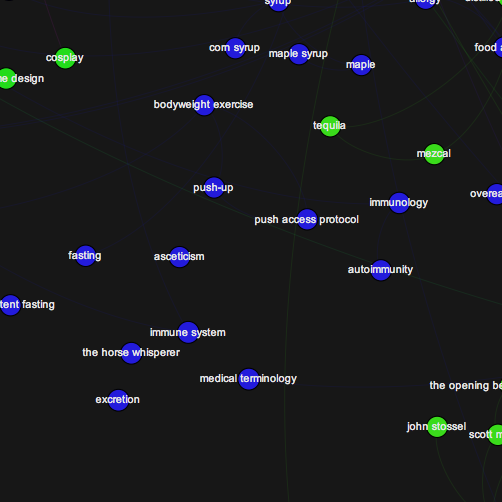 syrup
allergy
corn syrup
maple syrup
food a
cosplay
maple
e design
bodyweight exercise
tequila
mezcal
push-up
overea
immunology
push access protocol
fasting
asceticism
autoimmunity
tent fasting
immune system
the horse whisperer
medical terminology
the opening be
excretion
john stossel
scott m